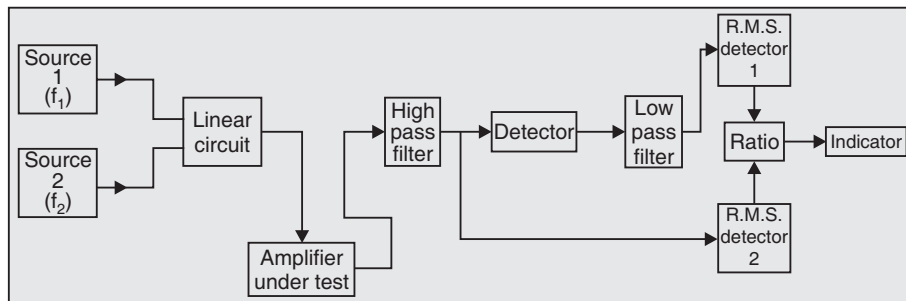 Source
1
(f₁)
Source
2
(f₂)
Linear
circuit
Amplifier
under test
High
pass
filter
Detector
Low
pass
filter
R.M.S.
detector
1
Ratio
Indicator
R.M.S.
detector
2